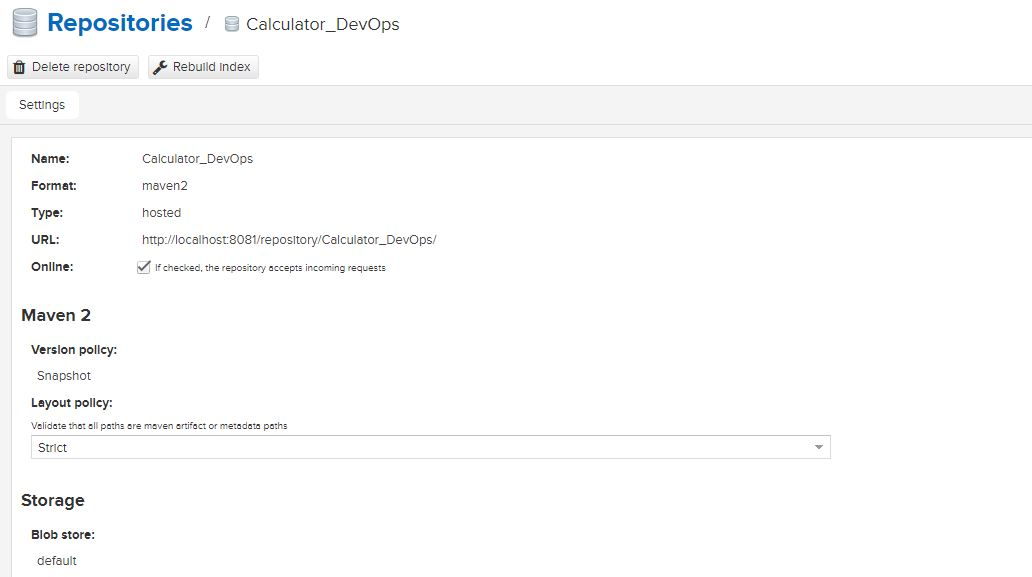 Repositories / Calculator_DevOps
Delete repository Rebuild Index
Settings
Name: Calculator_DevOps
Format: maven2
Type: hosted
URL: http://localhost:8081/repository/Calculator_DevOps/
Online: If checked, the repository accepts incoming requests
Maven 2
Version policy:
Snapshot
Layout policy:
Validate that all paths are maven artifact or metadata paths
Strict
Storage
Blob store:
default